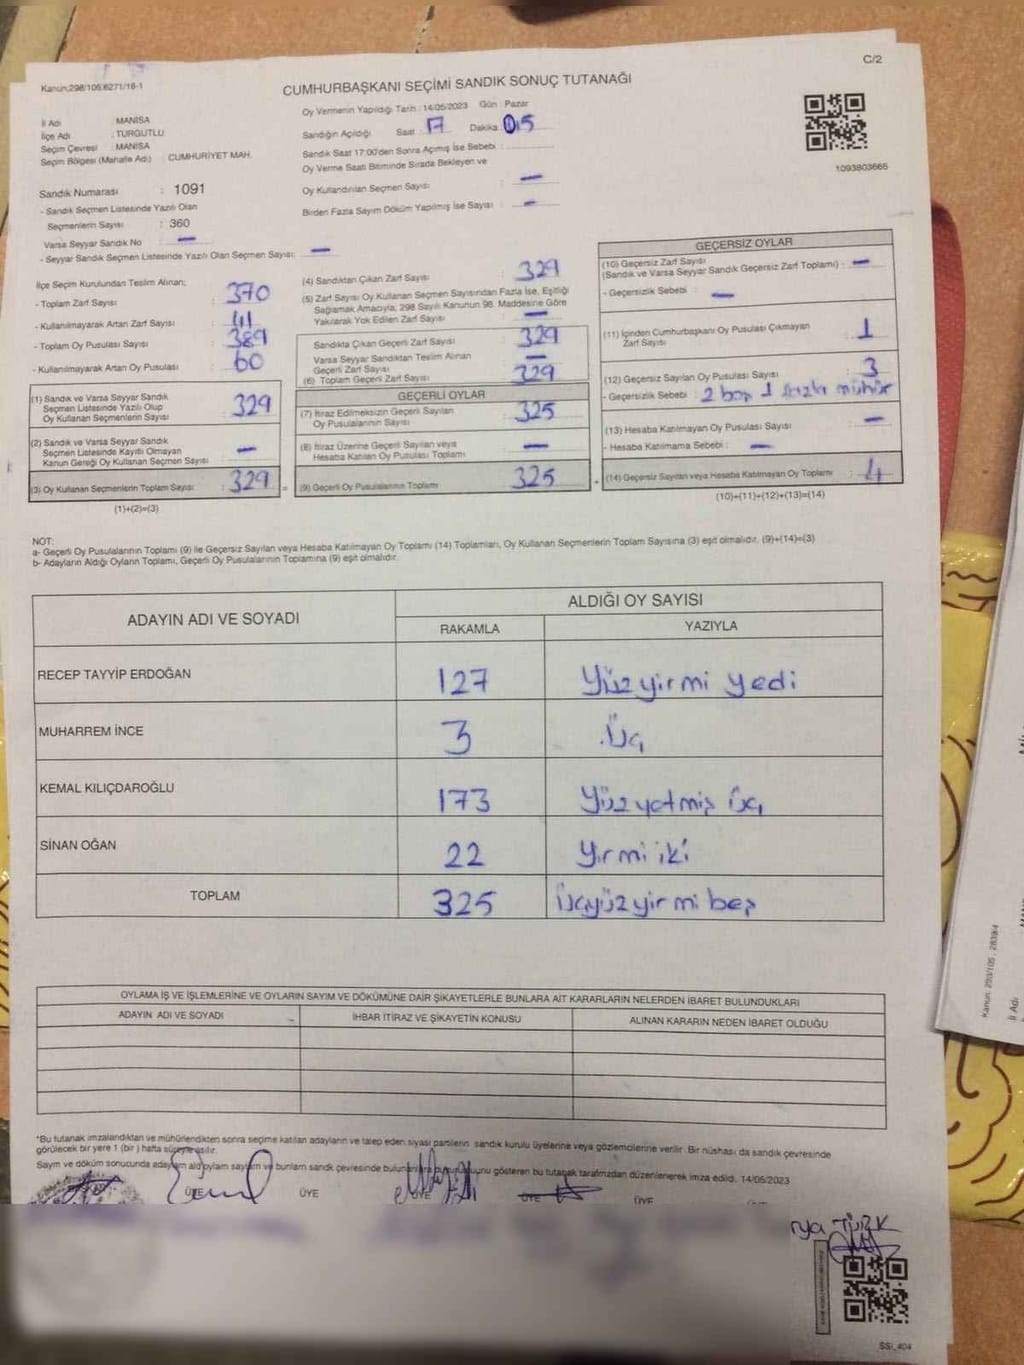 C/2
Kanun:298/105;6271/16-1
CUMHURBAŞKANI SEÇİMİ SANDIK SONUÇ TUTANAĞI
İl Adı : MANİSA
İlçe Adı : TURGUTLU
Seçim Çevresi : MANİSA
Seçim Bölgesi (Mahalle Adı) : CUMHURİYET MAH.
Sandık Numarası : 1091
- Sandık Seçmen Listesinde Yazılı Olan
Seçmenlerin Sayısı : 360
Varsa Seyyar Sandık No : —
- Seyyar Sandık Seçmen Listesinde Yazılı Olan Seçmen Sayısı: —
Oy Vermenin Yapıldığı Tarih : 14/05/2023 Gün : Pazar
Sandığın Açıldığı Saat : 17 Dakika : 15
Sandık Saat 17:00'den Sonra Açımış İse Sebebi :
Oy Verme Saati Bitiminde Sırada Bekleyen ve
Oy Kullandırılan Seçmen Sayısı : —
Birden Fazla Sayım Döküm Yapılmış İse Sayısı : —
1093803665
İlçe Seçim Kurulundan Teslim Alınan;
- Toplam Zarf Sayısı : 370
- Kullanılmayarak Artan Zarf Sayısı : 41
- Toplam Oy Pusulası Sayısı : 389
- Kullanılmayarak Artan Oy Pusulası : 60
(1) Sandık ve Varsa Seyyar Sandık
Seçmen Listesinde Yazılı Olup
Oy Kullanan Seçmenlerin Sayısı : 329
(2) Sandık ve Varsa Seyyar Sandık
Seçmen Listesinde Kayıtlı Olmayan
Kanun Gereği Oy Kullanan Seçmen Sayısı : —
(3) Oy Kullanan Seçmenlerin Toplam Sayısı : 329
(1)+(2)=(3)
(4) Sandıktan Çıkan Zarf Sayısı : 329
(5) Zarf Sayısı Oy Kullanan Seçmen Sayısından Fazla İse, Eşitliği
Sağlamak Amacıyla; 298 Sayılı Kanunun 98. Maddesine Göre
Yakılarak Yok Edilen Zarf Sayısı : —
Sandıkta Çıkan Geçerli Zarf Sayısı : 329
Varsa Seyyar Sandıktan Teslim Alınan
Geçerli Zarf Sayısı : —
(6) Toplam Geçerli Zarf Sayısı : 329
GEÇERLİ OYLAR
(7) İtiraz Edilmeksizin Geçerli Sayılan
Oy Pusulalarının Sayısı : 325
(8) İtiraz Üzerine Geçerli Sayılan veya
Hesaba Katılan Oy Pusulası Toplamı : —
(9) Geçerli Oy Pusulalarının Toplamı : 325
GEÇERSİZ OYLAR
(10) Geçersiz Zarf Sayısı
(Sandık ve Varsa Seyyar Sandık Geçersiz Zarf Toplamı) : —
- Geçersizlik Sebebi : —
(11) İçinden Cumhurbaşkanı Oy Pusulası Çıkmayan
Zarf Sayısı : 1
(12) Geçersiz Sayılan Oy Pusulası Sayısı : 3
- Geçersizlik Sebebi : 2 boş 1 fazla mühür
(13) Hesaba Katılmayan Oy Pusulası Sayısı : —
- Hesaba Katılmama Sebebi : —
(14) Geçersiz Sayılan veya Hesaba Katılmayan Oy Toplamı : 4
(10)+(11)+(12)+(13)=(14)
NOT:
a- Geçerli Oy Pusulalarının Toplamı (9) ile Geçersiz Sayılan veya Hesaba Katılmayan Oy Toplamı (14) Toplamları, Oy Kullanan Seçmenlerin Toplam Sayısına (3) eşit olmalıdır. (9)+(14)=(3)
b- Adayların Aldığı Oyların Toplamı, Geçerli Oy Pusulalarının Toplamına (9) eşit olmalıdır.
ADAYIN ADI VE SOYADI ALDIĞI OY SAYISI
RAKAMLA YAZIYLA
RECEP TAYYİP ERDOĞAN 127 Yüzyirmi yedi
MUHARREM İNCE 3 Üç
KEMAL KILIÇDAROĞLU 173 Yüzyetmiş üç
SİNAN OĞAN 22 Yirmi iki
TOPLAM 325 üçyüzyirmibeş
OYLAMA İŞ VE İŞLEMLERİNE VE OYLARIN SAYIM VE DÖKÜMÜNE DAİR ŞİKAYETLERLE BUNLARA AİT KARARLARIN NELERDEN İBARET BULUNDUKLARI
ADAYIN ADI VE SOYADI İHBAR İTİRAZ VE ŞİKAYETİN KONUSU ALINAN KARARIN NEDEN İBARET OLDUĞU
*Bu tutanak imzalandıktan ve mühürlendikten sonra seçime katılan adayların ve talep eden siyasi partilerin sandık kurulu üyelerine veya gözlemcilerine verilir. Bir nüshası da sandık çevresinde
görülecek bir yere 1 (bir) hafta süreyle asılır.
Sayım ve döküm sonucunda adayların aldığı oyların sayısını ve bunların sandık çevresinde gösteren bu tutanak tarafımızdan düzenlenerek imza edildi. 14/05/2023
ÜYE ÜYE ÜYE ÜYE ÜYE
TÜRK
SSI_404
Kanun: 298/105 , 2839/4
İl Adı